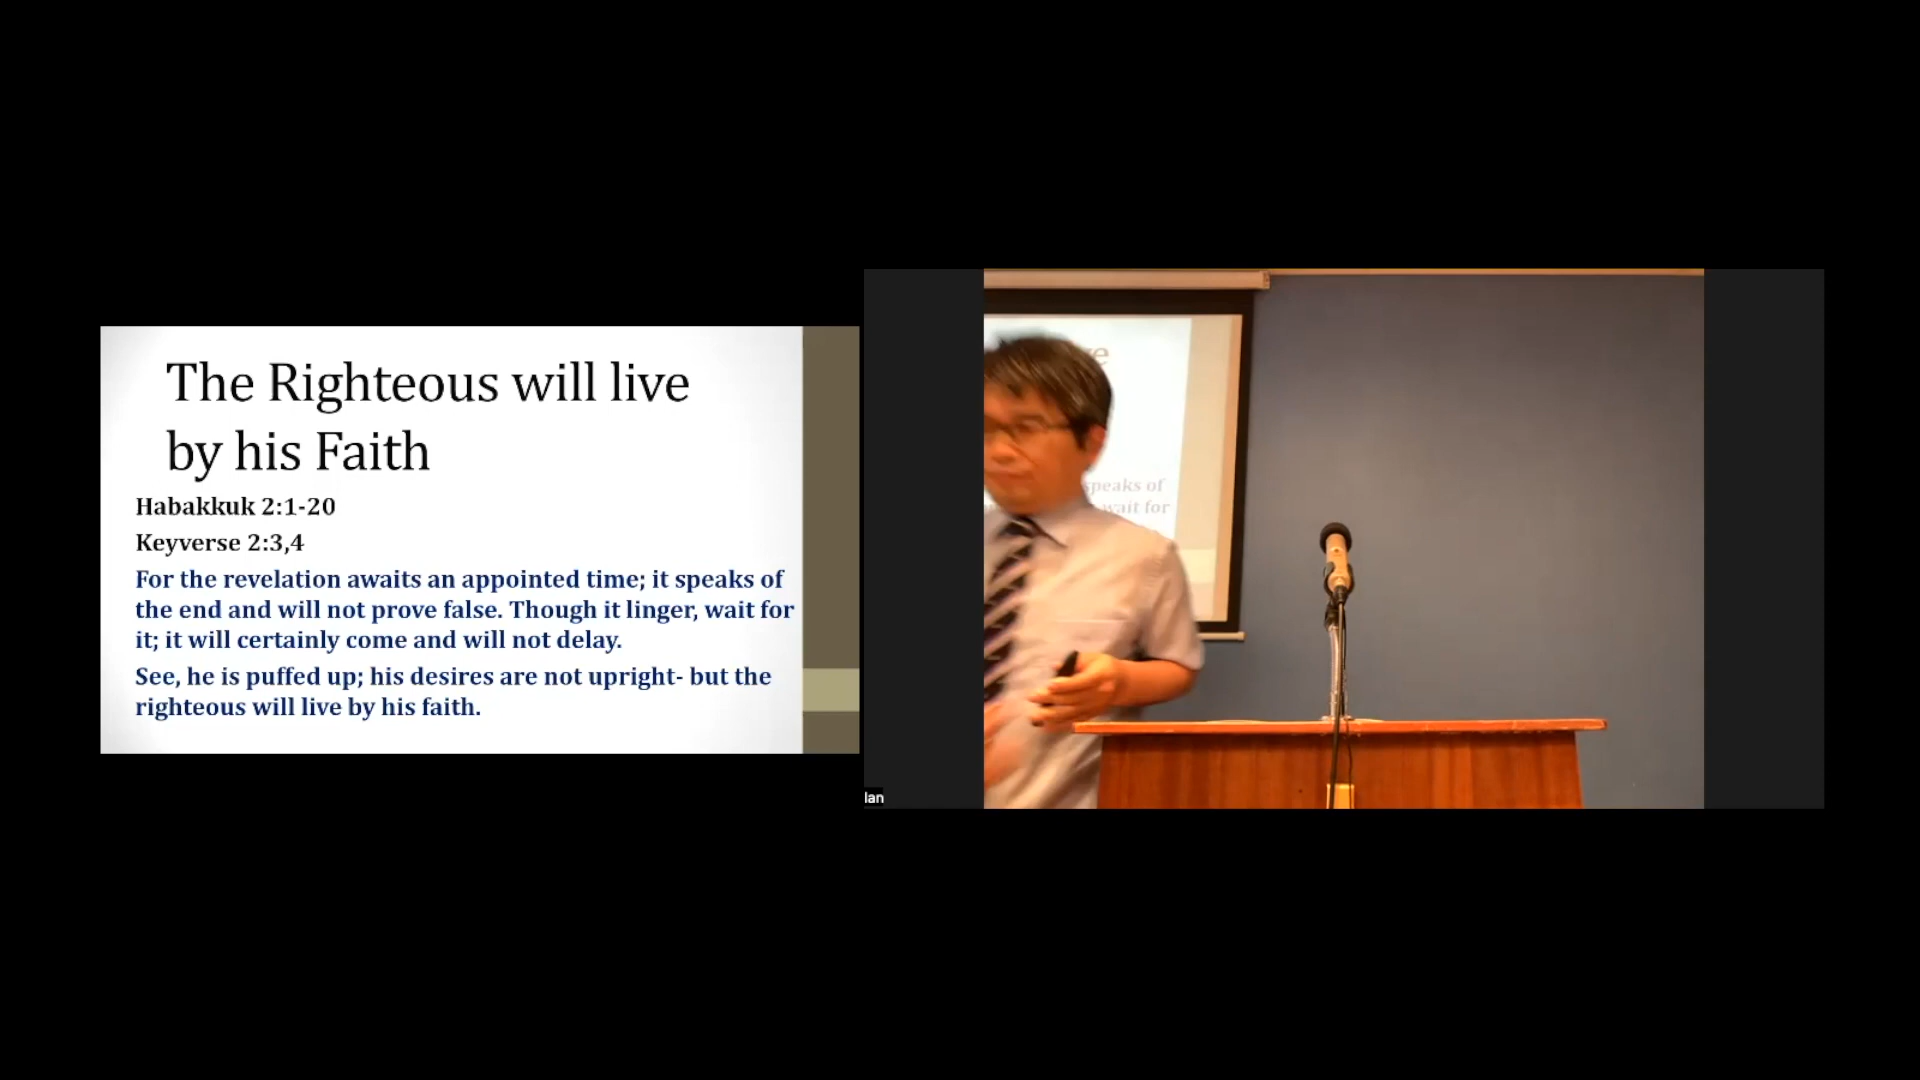 The Righteous will live
by his Faith
Habakkuk 2:1-20
Keyverse 2:3,4
For the revelation awaits an appointed time; it speaks of
the end and will not prove false. Though it linger, wait for
it; it will certainly come and will not delay.
See, he is puffed up; his desires are not upright- but the
righteous will live by his faith.
speaks of
wait for
lan